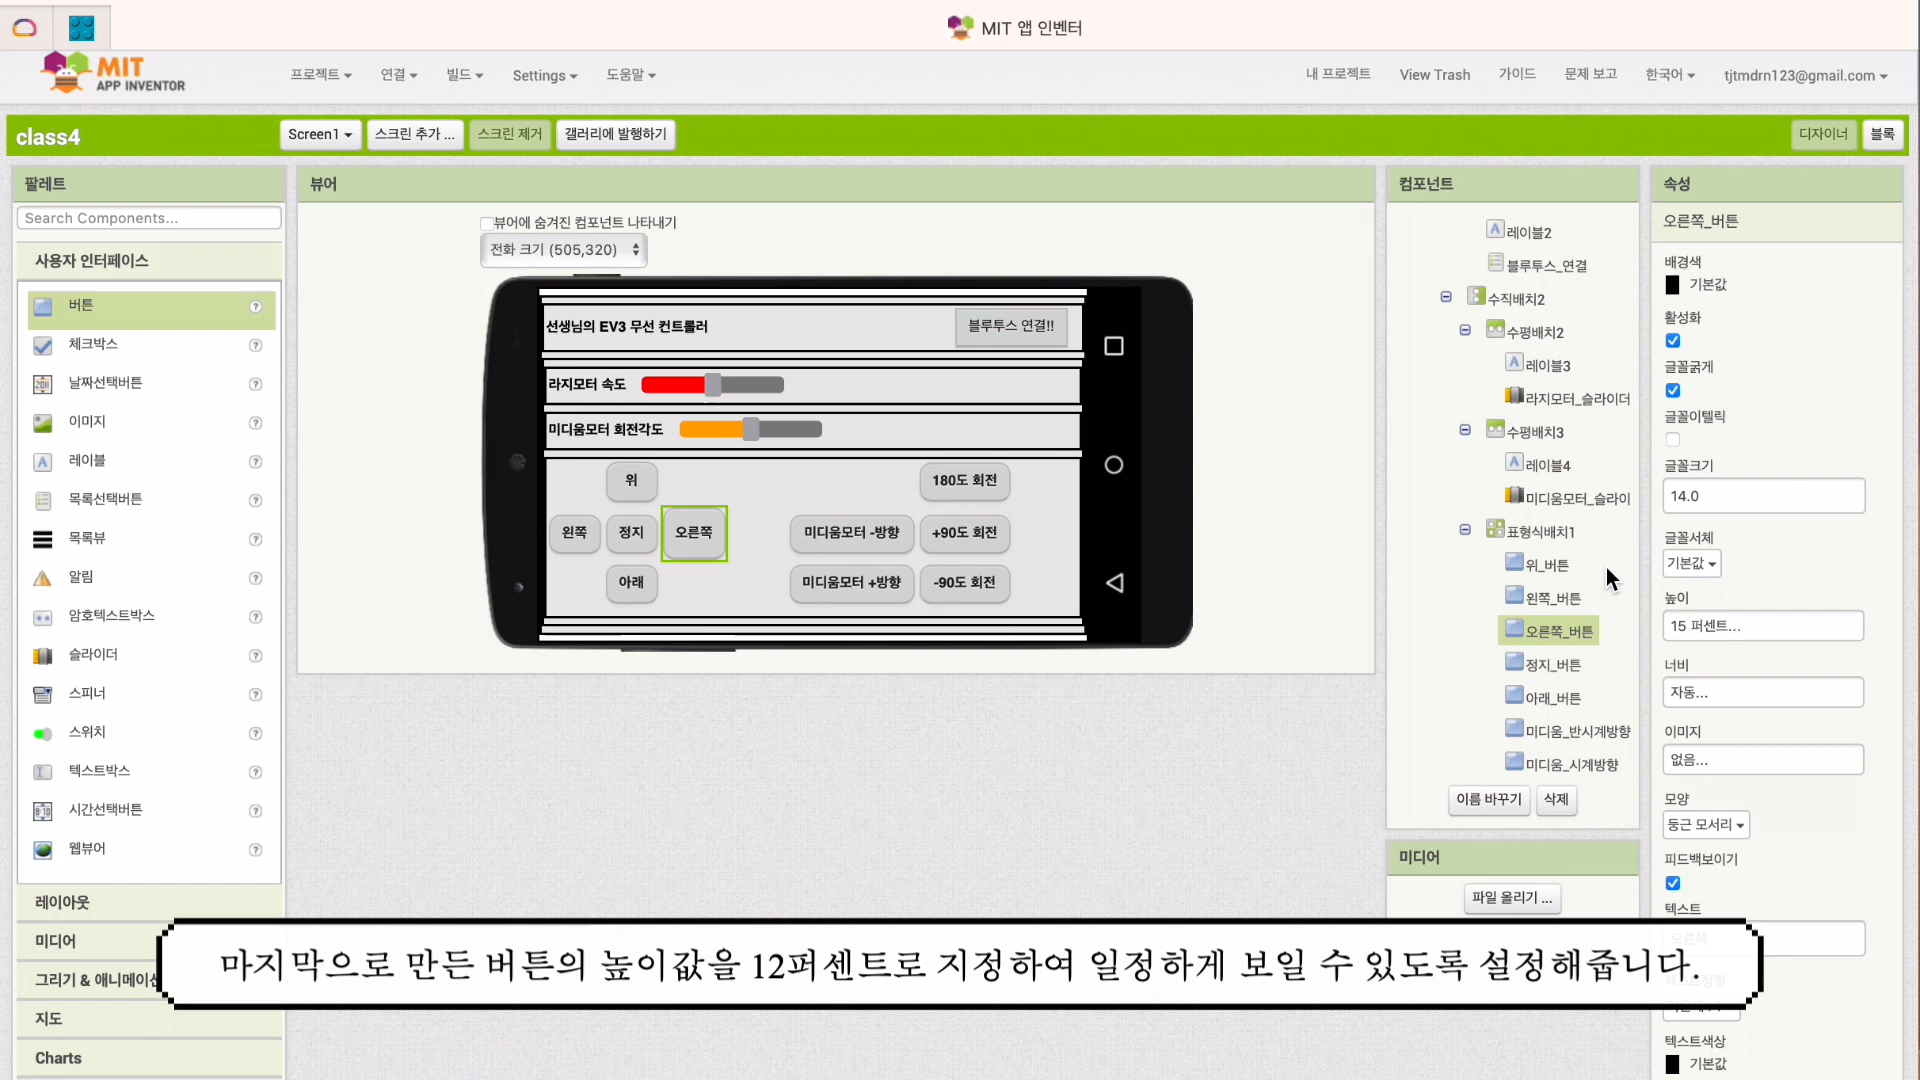 MIT 앱 인벤터
MIT
APP INVENTOR
프로젝트
연결
빌드
Settings
도움말
내 프로젝트
View Trash
가이드
문제 보고
한국어
tjtmdrn123@gmail.com
class4
Screen1
스크린 추가 ...
스크린 제거
갤러리에 발행하기
디자이너
블록
팔레트
Search Components...
사용자 인터페이스
버튼
체크박스
날짜선택버튼
이미지
레이블
목록선택버튼
목록뷰
알림
암호텍스트박스
슬라이더
스피너
스위치
텍스트박스
시간선택버튼
웹뷰어
레이아웃
미디어
그리기 & 애니메이션
지도
Charts
뷰어
뷰어에 숨겨진 컴포넌트 나타내기
전화 크기 (505,320)
선생님의 EV3 무선 컨트롤러
블루투스 연결!!
라지모터 속도
미디움모터 회전각도
위
180도 회전
왼쪽
정지
오른쪽
미디움모터 -방향
+90도 회전
아래
미디움모터 +방향
-90도 회전
컴포넌트
레이블2
블루투스_연결
수직배치2
수평배치2
레이블3
라지모터_슬라이더
수평배치3
레이블4
미디움모터_슬라이
표형식배치1
위_버튼
왼쪽_버튼
오른쪽_버튼
정지_버튼
아래_버튼
미디움_반시계방향
미디움_시계방향
이름 바꾸기
삭제
미디어
파일 올리기 ...
속성
오른쪽_버튼
배경색
기본값
활성화
글꼴굵게
글꼴이텔릭
글꼴크기
14.0
글꼴서체
기본값
높이
15 퍼센트...
너비
자동...
이미지
없음...
모양
둥근 모서리
피드백보이기
텍스트
오른쪽
텍스트색상
기본값
마지막으로 만든 버튼의 높이값을 12퍼센트로 지정하여 일정하게 보일 수 있도록 설정해줍니다.